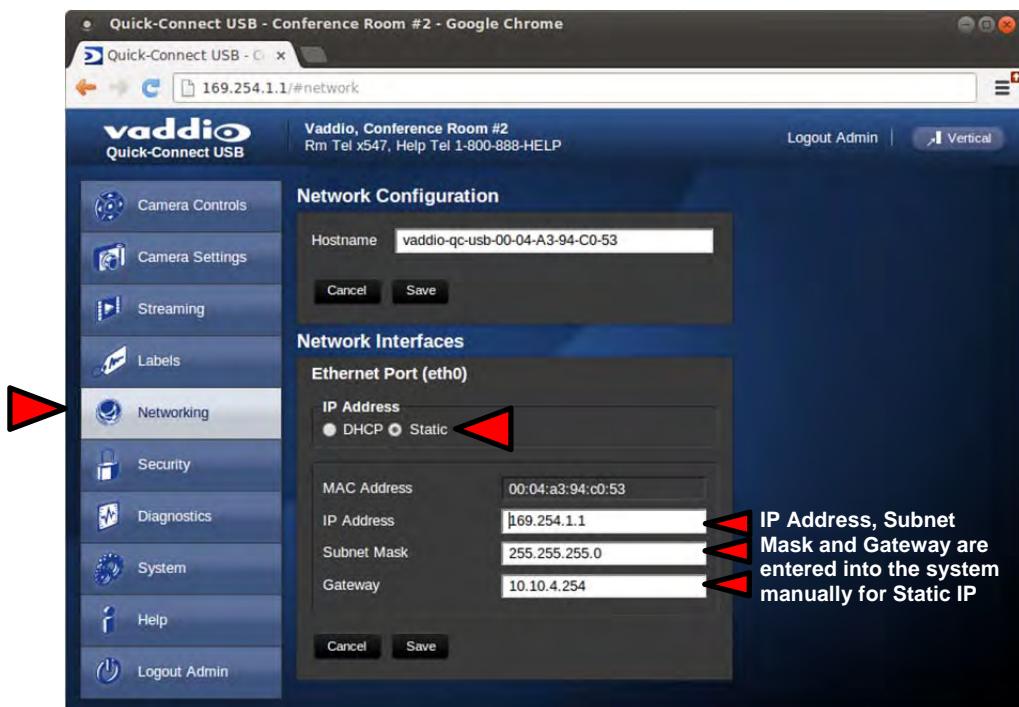 Quick-Connect USB - Conference Room #2 - Google Chrome
Quick-Connect USB - C
169.254.1.1/#network
vaddio
Quick-Connect USB
Vaddio, Conference Room #2
Rm Tel x547, Help Tel 1-800-888-HELP
Logout Admin
Vertical
Camera Controls
Camera Settings
Streaming
Labels
Networking
Security
Diagnostics
System
Help
Logout Admin
Network Configuration
Hostname vaddio-qc-usb-00-04-A3-94-C0-53
Cancel Save
Network Interfaces
Ethernet Port (eth0)
IP Address
DHCP Static
MAC Address 00:04:a3:94:c0:53
IP Address 169.254.1.1
Subnet Mask 255.255.255.0
Gateway 10.10.4.254
Cancel Save
IP Address, Subnet
Mask and Gateway are
entered into the system
manually for Static IP